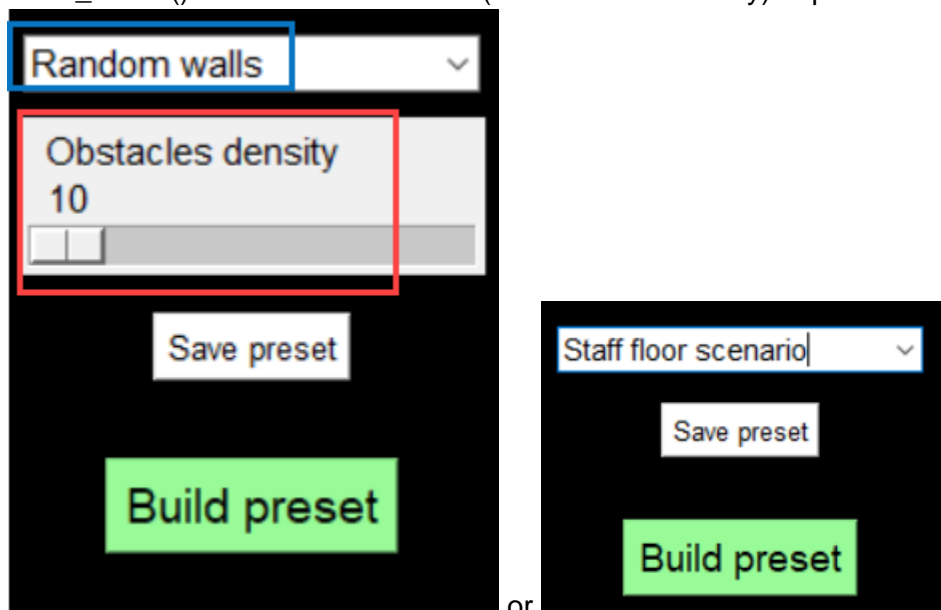 Random walls
Obstacles density
10
Save preset
Build preset
or
Staff floor scenario
Save preset
Build preset